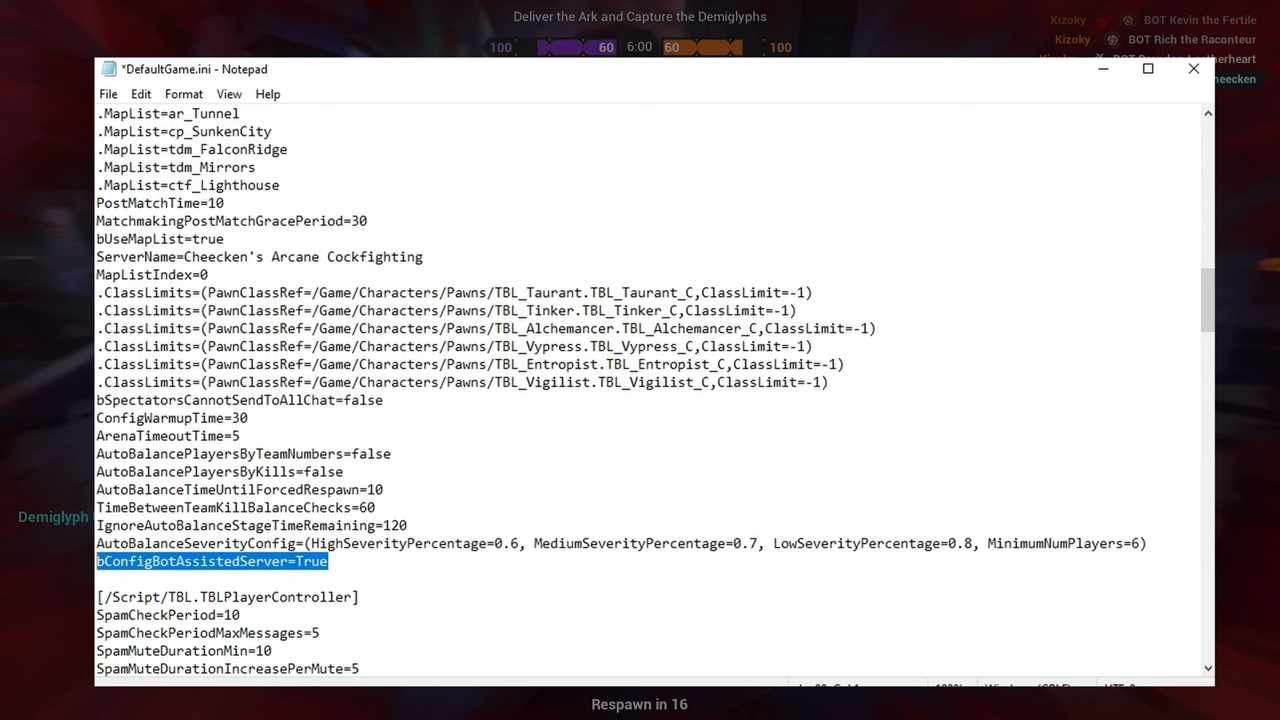 Deliver the Ark and Capture the Demiglyphs
100 60 6:00 60 100
Kizoky BOT Kevin the Fertile
Kizoky BOT Rich the Raconteur
*DefaultGame.ini - Notepad
File Edit Format View Help
.MapList=ar_Tunnel
.MapList=cp_SunkenCity
.MapList=tdm_FalconRidge
.MapList=tdm_Mirrors
.MapList=ctf_Lighthouse
PostMatchTime=10
MatchmakingPostMatchGracePeriod=30
bUseMapList=true
ServerName=Cheecken's Arcane Cockfighting
MapListIndex=0
.ClassLimits=(PawnClassRef=/Game/Characters/Pawns/TBL_Taurant.TBL_Taurant_C,ClassLimit=-1)
.ClassLimits=(PawnClassRef=/Game/Characters/Pawns/TBL_Tinker.TBL_Tinker_C,ClassLimit=-1)
.ClassLimits=(PawnClassRef=/Game/Characters/Pawns/TBL_Alchemancer.TBL_Alchemancer_C,ClassLimit=-1)
.ClassLimits=(PawnClassRef=/Game/Characters/Pawns/TBL_Vypress.TBL_Vypress_C,ClassLimit=-1)
.ClassLimits=(PawnClassRef=/Game/Characters/Pawns/TBL_Entropist.TBL_Entropist_C,ClassLimit=-1)
.ClassLimits=(PawnClassRef=/Game/Characters/Pawns/TBL_Vigilist.TBL_Vigilist_C,ClassLimit=-1)
bSpectatorsCannotSendToAllChat=false
ConfigWarmupTime=30
ArenaTimeoutTime=5
AutoBalancePlayersByTeamNumbers=false
AutoBalancePlayersByKills=false
AutoBalanceTimeUntilForcedRespawn=10
TimeBetweenTeamKillBalanceChecks=60
IgnoreAutoBalanceStageTimeRemaining=120
AutoBalanceSeverityConfig=(HighSeverityPercentage=0.6, MediumSeverityPercentage=0.7, LowSeverityPercentage=0.8, MinimumNumPlayers=6)
bConfigBotAssistedServer=True
[/Script/TBL.TBLPlayerController]
SpamCheckPeriod=10
SpamCheckPeriodMaxMessages=5
SpamMuteDurationMin=10
SpamMuteDurationIncreasePerMute=5
Demiglyph
Respawn in 16